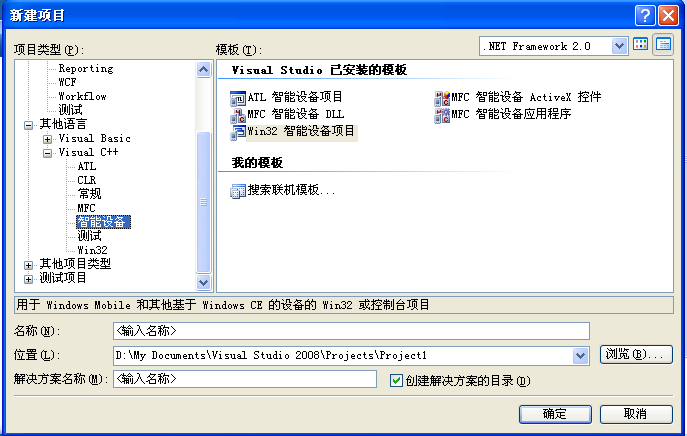 新建项目
项目类型(P):
模板(T):
.NET Framework 2.0
Reporting
WCF
Workflow
测试
其他语言
Visual Basic
Visual C++
ATL
CLR
常规
MFC
智能设备
测试
Win32
其他项目类型
测试项目
Visual Studio 已安装的模板
ATL 智能设备项目
MFC 智能设备 ActiveX 控件
MFC 智能设备 DLL
MFC 智能设备应用程序
Win32 智能设备项目
我的模板
搜索联机模板...
用于 Windows Mobile 和其他基于 Windows CE 的设备的 Win32 或控制台项目
名称(N):
<输入名称>
位置(L):
D:\My Documents\Visual Studio 2008\Projects\Project1
浏览(B)...
解决方案名称(M):
<输入名称>
创建解决方案的目录(D)
确定
取消